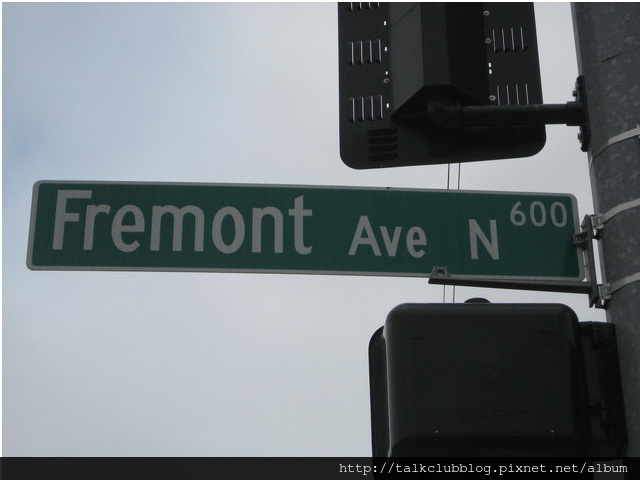 Fremont Ave N 600
http://talkclubblog.pixnet.net/album